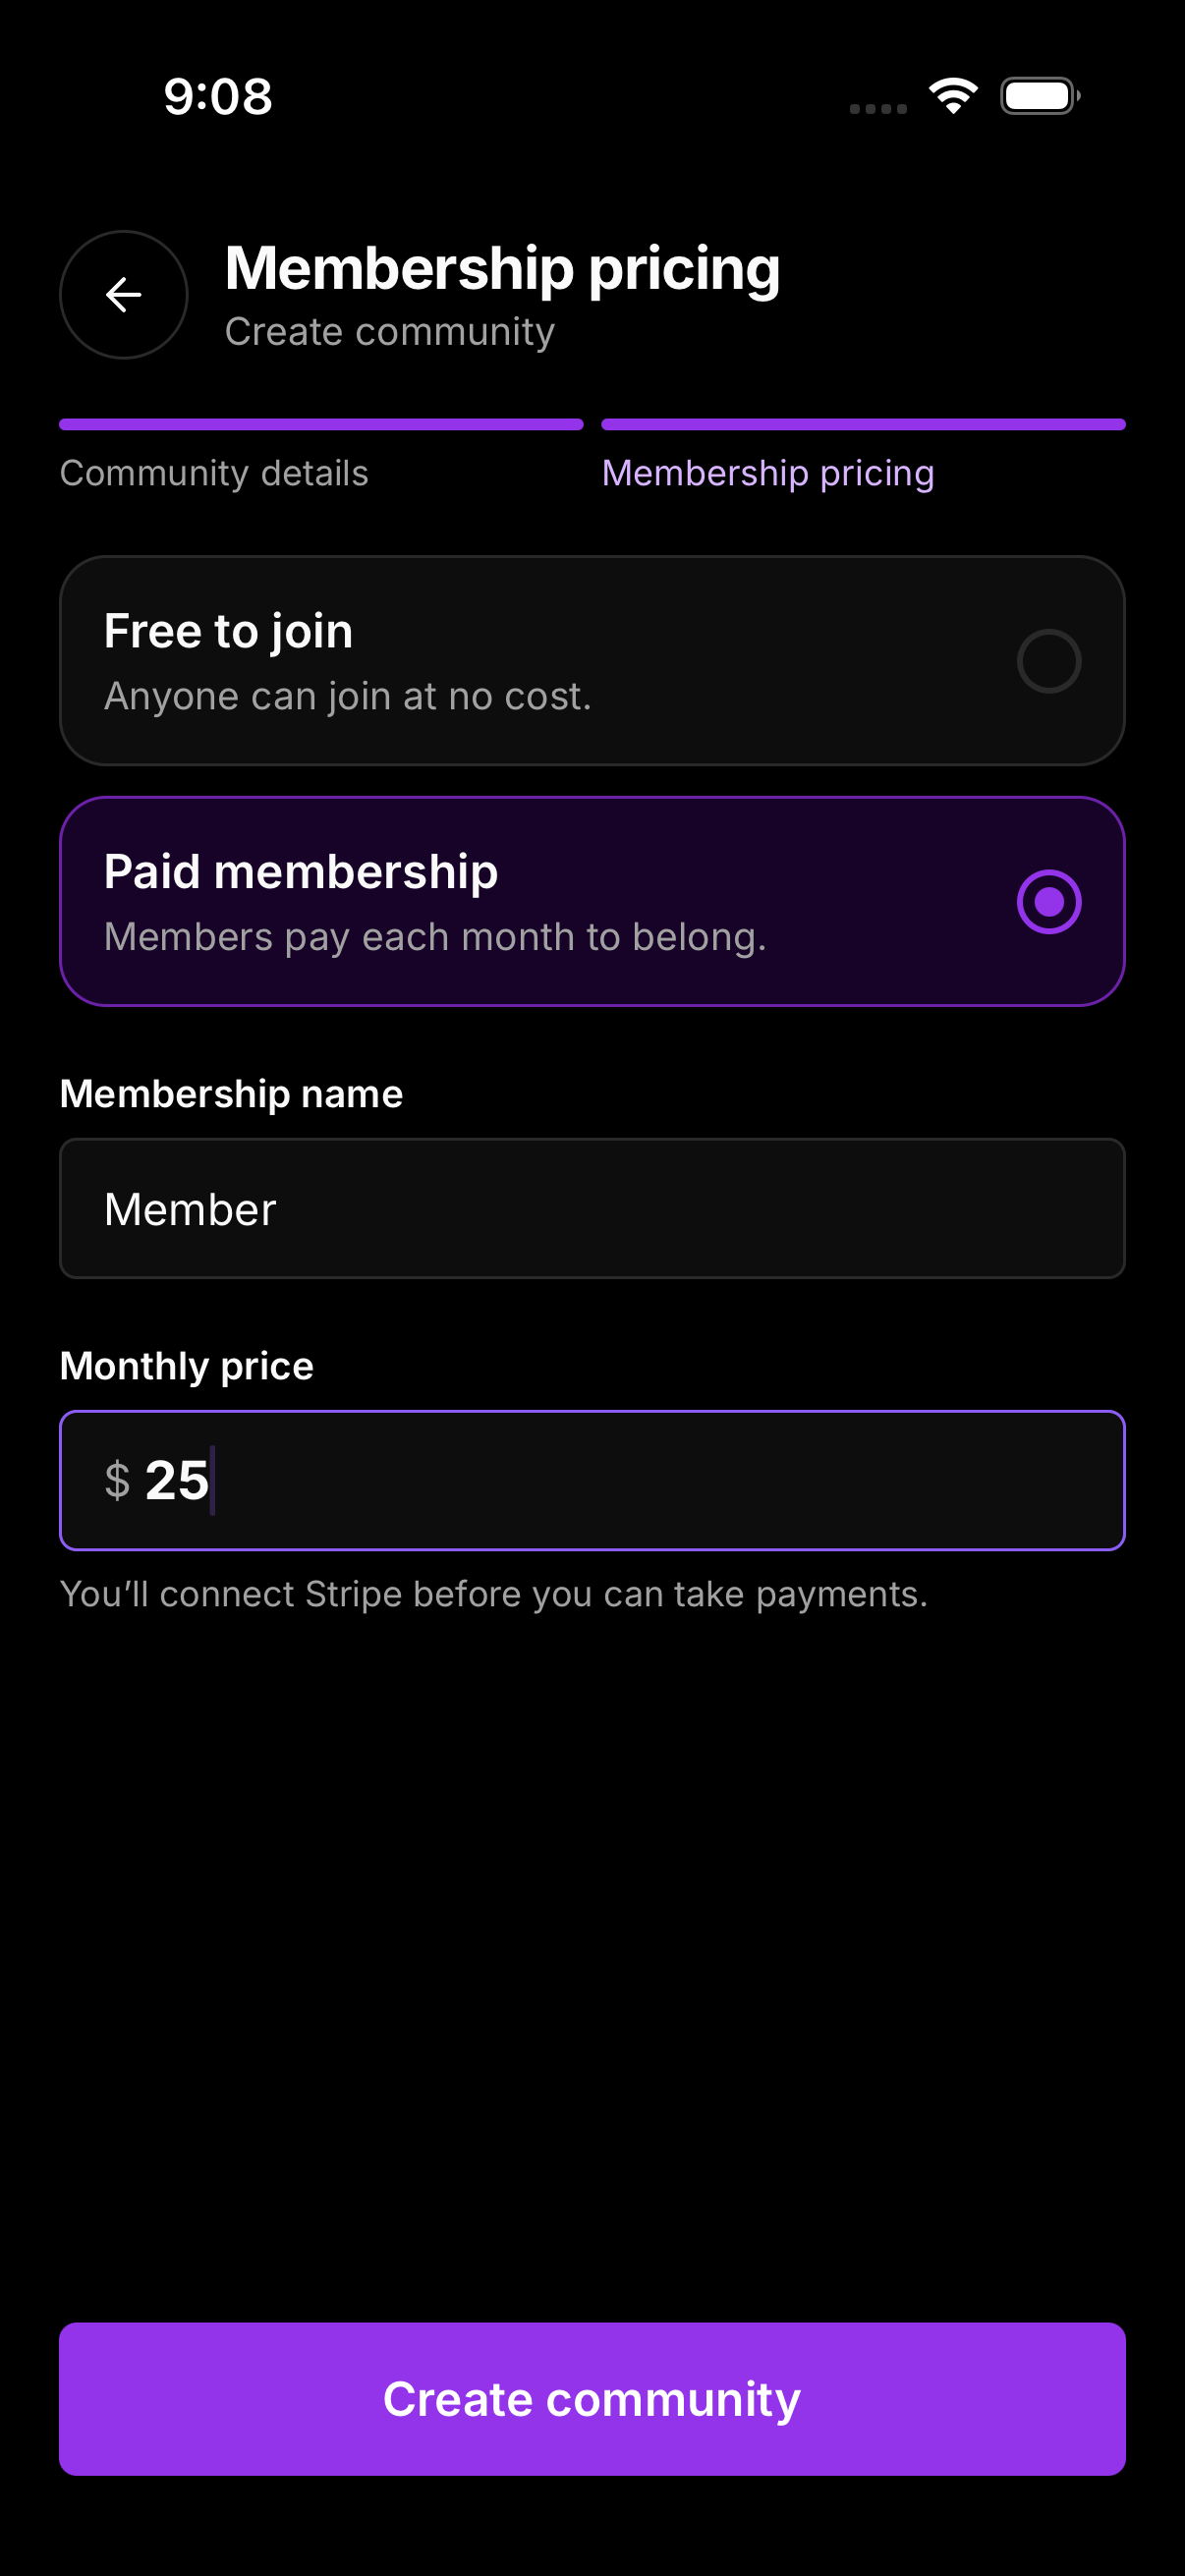 9:08
Membership pricing
Create community
Community details
Membership pricing
Free to join
Anyone can join at no cost.
Paid membership
Members pay each month to belong.
Membership name
Member
Monthly price
$ 25
You’ll connect Stripe before you can take payments.
Create community